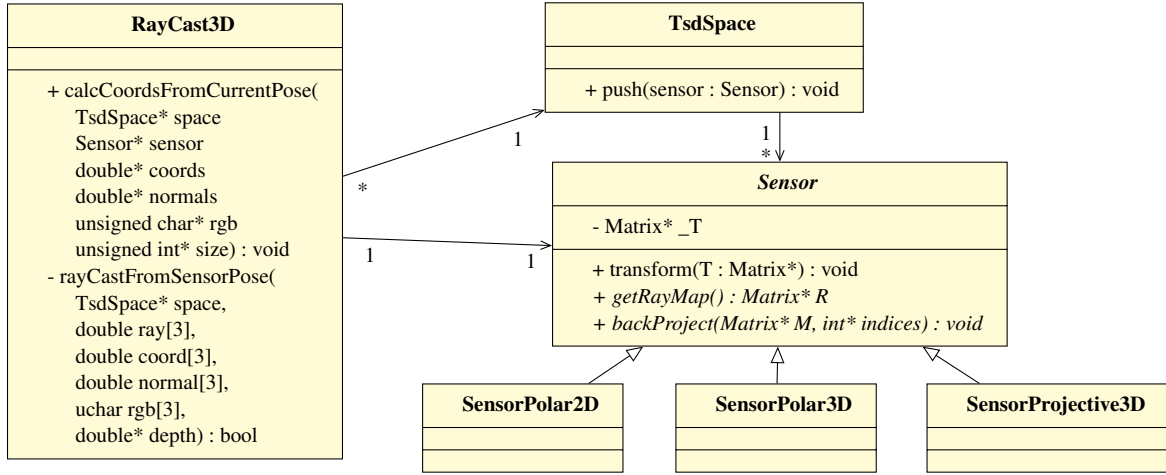 RayCast3D
+ calcCoordsFromCurrentPose(
TsdSpace* space
Sensor* sensor
double* coords
double* normals
unsigned char* rgb
unsigned int* size) : void
- rayCastFromSensorPose(
TsdSpace* space,
double ray[3],
double coord[3],
double normal[3],
uchar rgb[3],
double* depth) : bool
*
1
1
1
TsdSpace
+ push(sensor : Sensor) : void
1
*
Sensor
- Matrix* _T
+ transform(T : Matrix*) : void
+ getRayMap() : Matrix* R
+ backProject(Matrix* M, int* indices) : void
SensorPolar2D
SensorPolar3D
SensorProjective3D